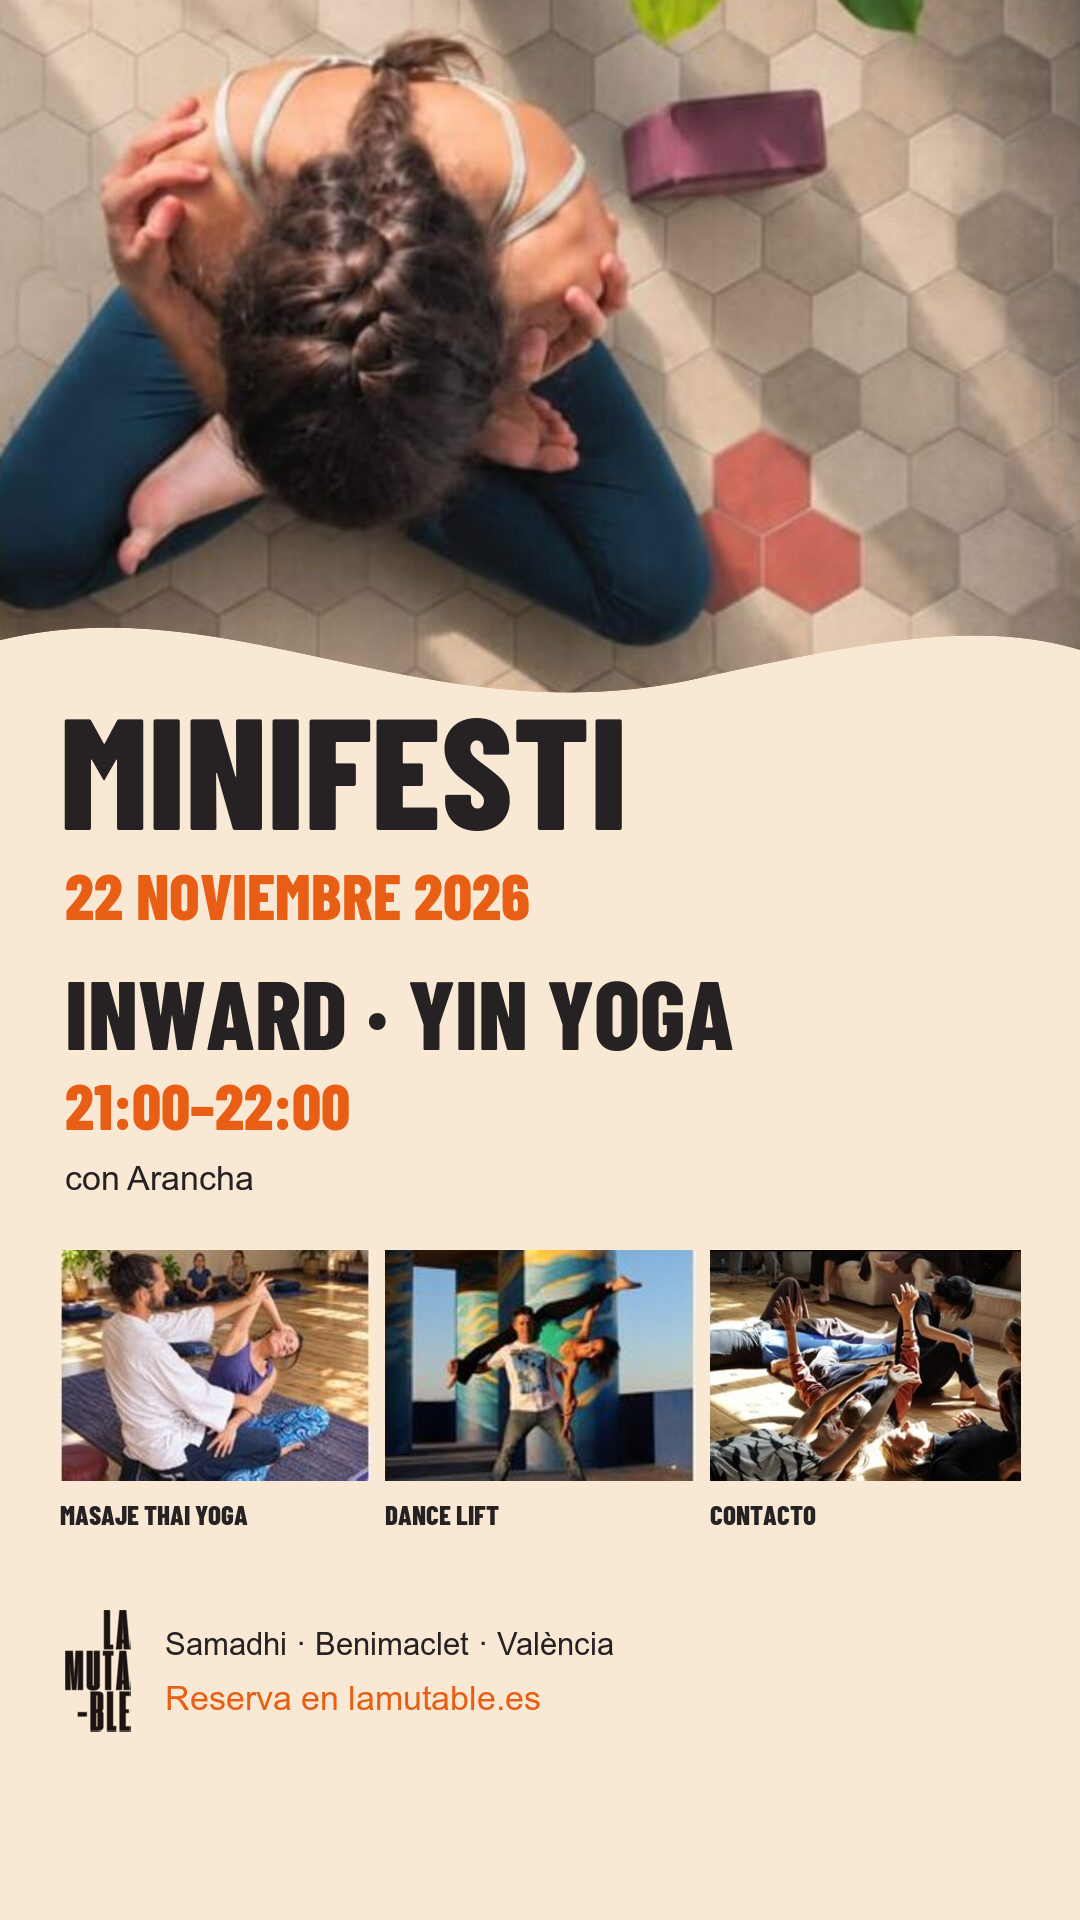 MINIFESTI
22 NOVIEMBRE 2026
INWARD · YIN YOGA
21:00–22:00
con Arancha
MASAJE THAI YOGA
DANCE LIFT
CONTACTO
LA
MUTA
-BLE
Samadhi · Benimaclet · València
Reserva en lamutable.es